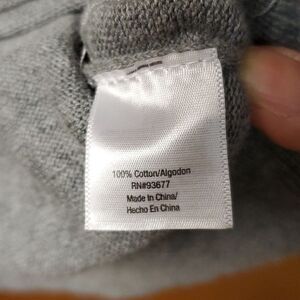 100% Cotton/Algodon
RN#93677
Made In China/
Hecho En China